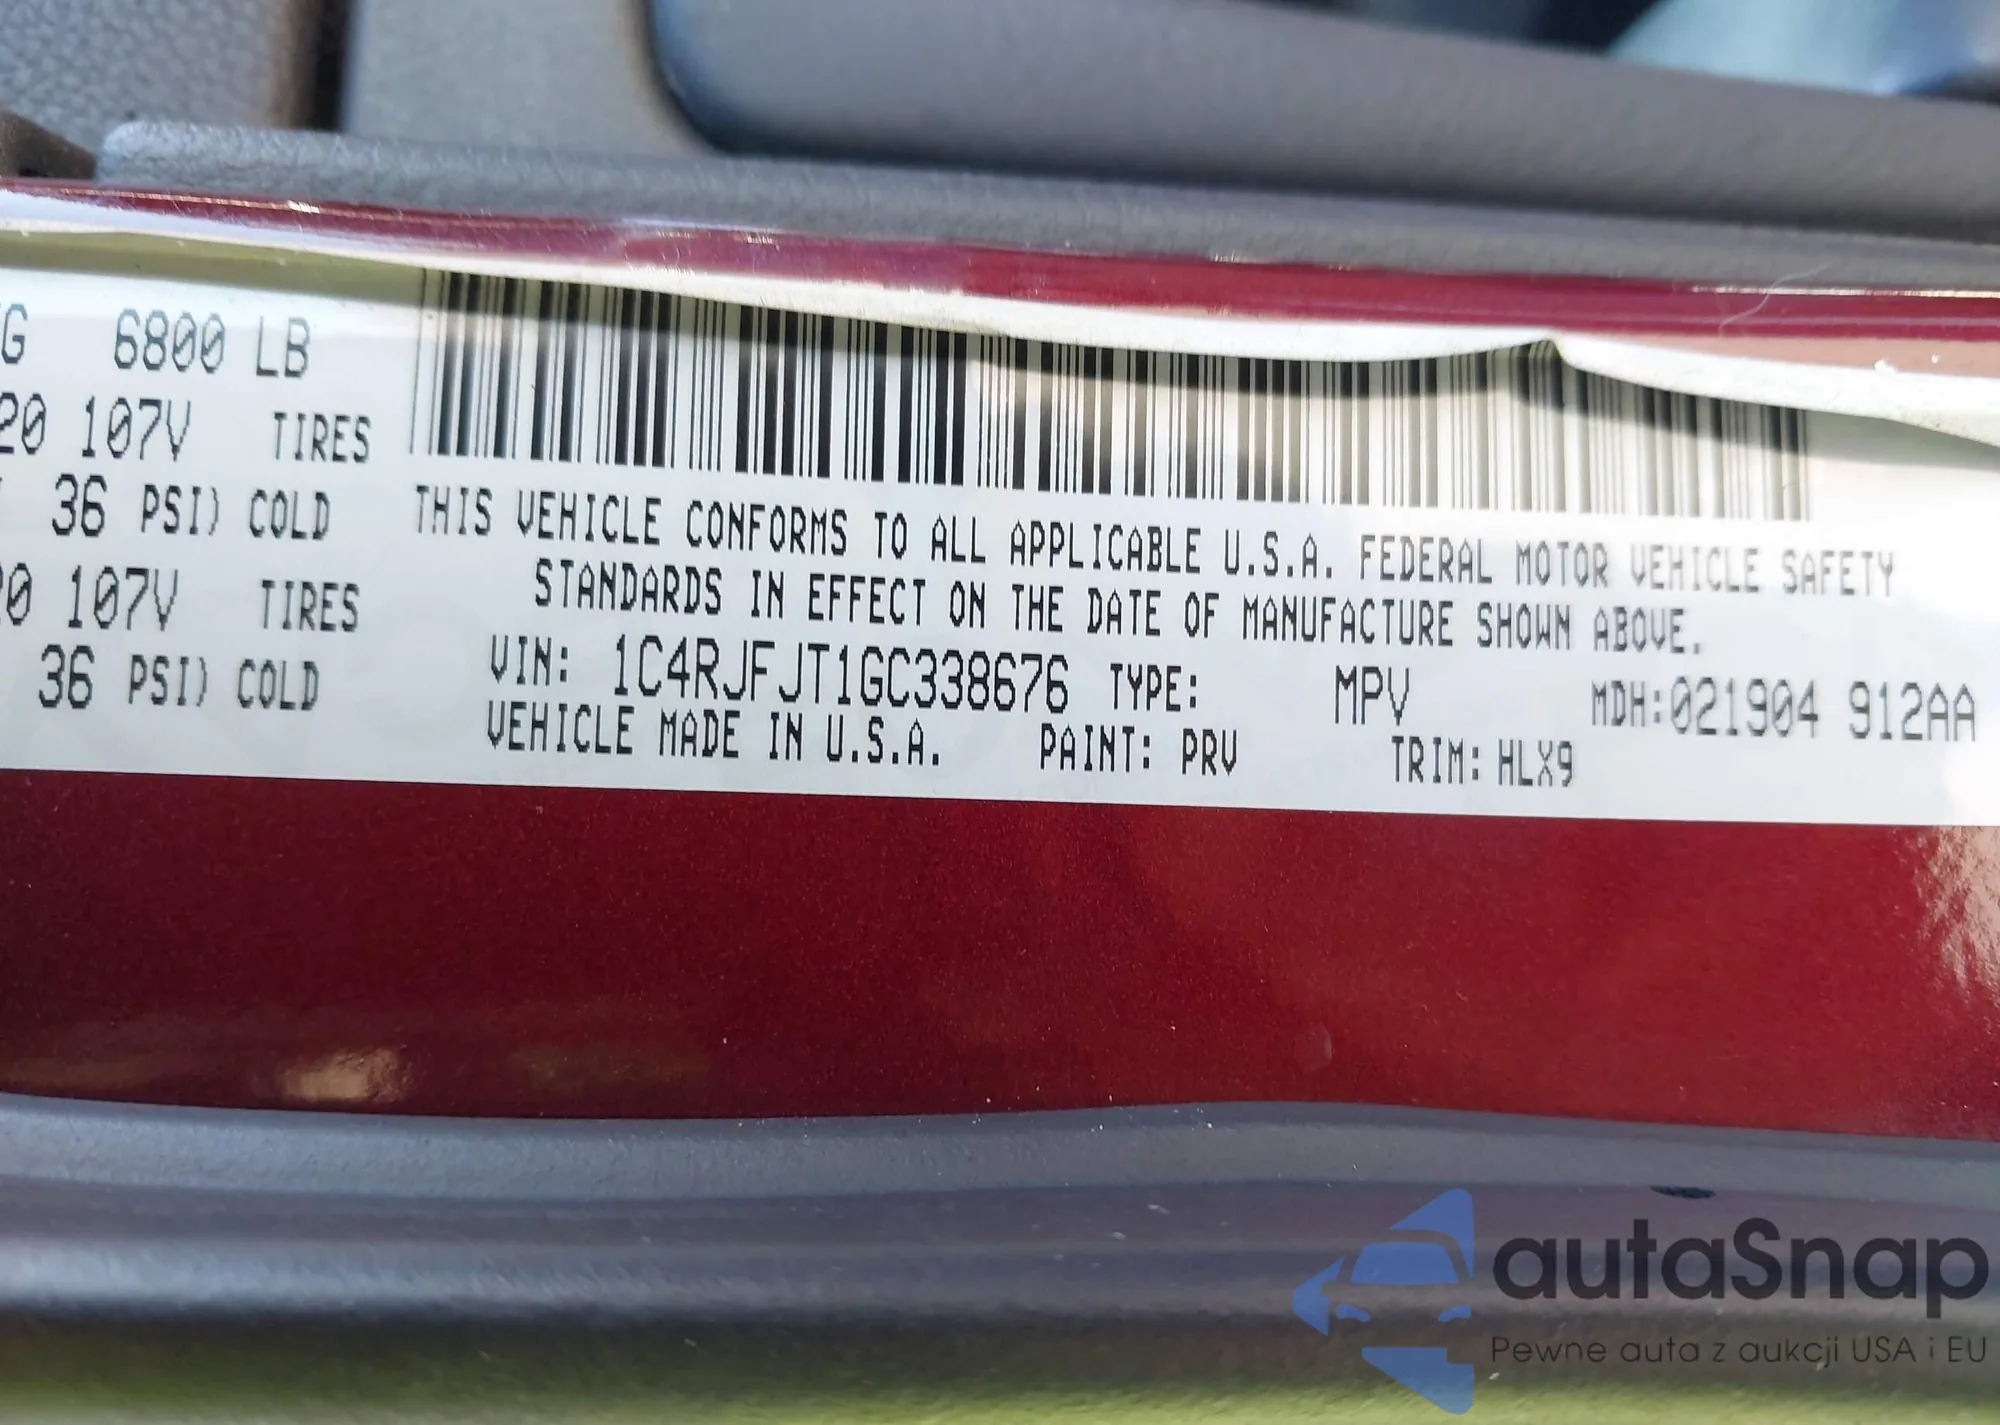 G 6800 LB
20 107V TIRES
36 PSI) COLD
20 107V TIRES
36 PSI) COLD
THIS VEHICLE CONFORMS TO ALL APPLICABLE U.S.A. FEDERAL MOTOR VEHICLE SAFETY
STANDARDS IN EFFECT ON THE DATE OF MANUFACTURE SHOWN ABOVE.
VIN: 1C4RJFJT1GC338676 TYPE: MPV MDH:021904 912AA
VEHICLE MADE IN U.S.A. PAINT: PRV TRIM: HLX9
autaSnap
Pewne auta z aukcji USA i EU